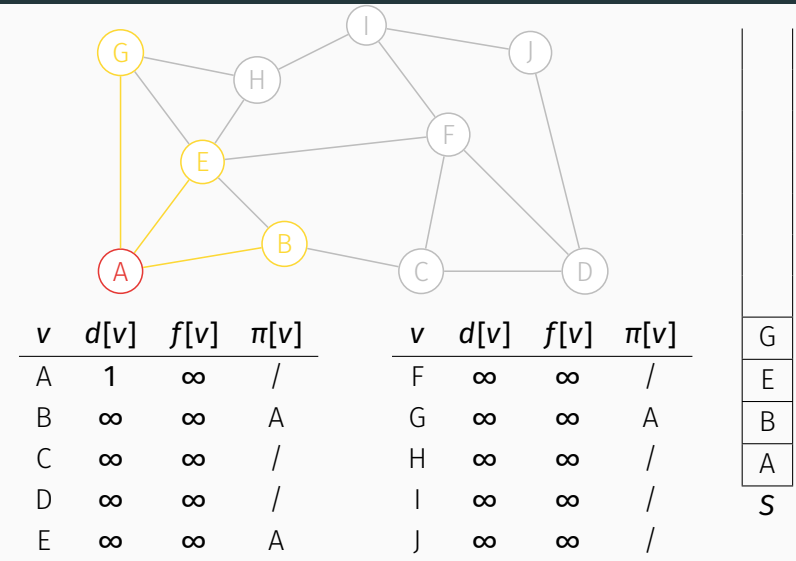 I
G
J
H
F
E
B
A
C
D
v d[v] f[v] π[v]
A 1 ∞ /
B ∞ ∞ A
C ∞ ∞ /
D ∞ ∞ /
E ∞ ∞ A
v d[v] f[v] π[v]
F ∞ ∞ /
G ∞ ∞ A
H ∞ ∞ /
I ∞ ∞ /
J ∞ ∞ /
G
E
B
A
S